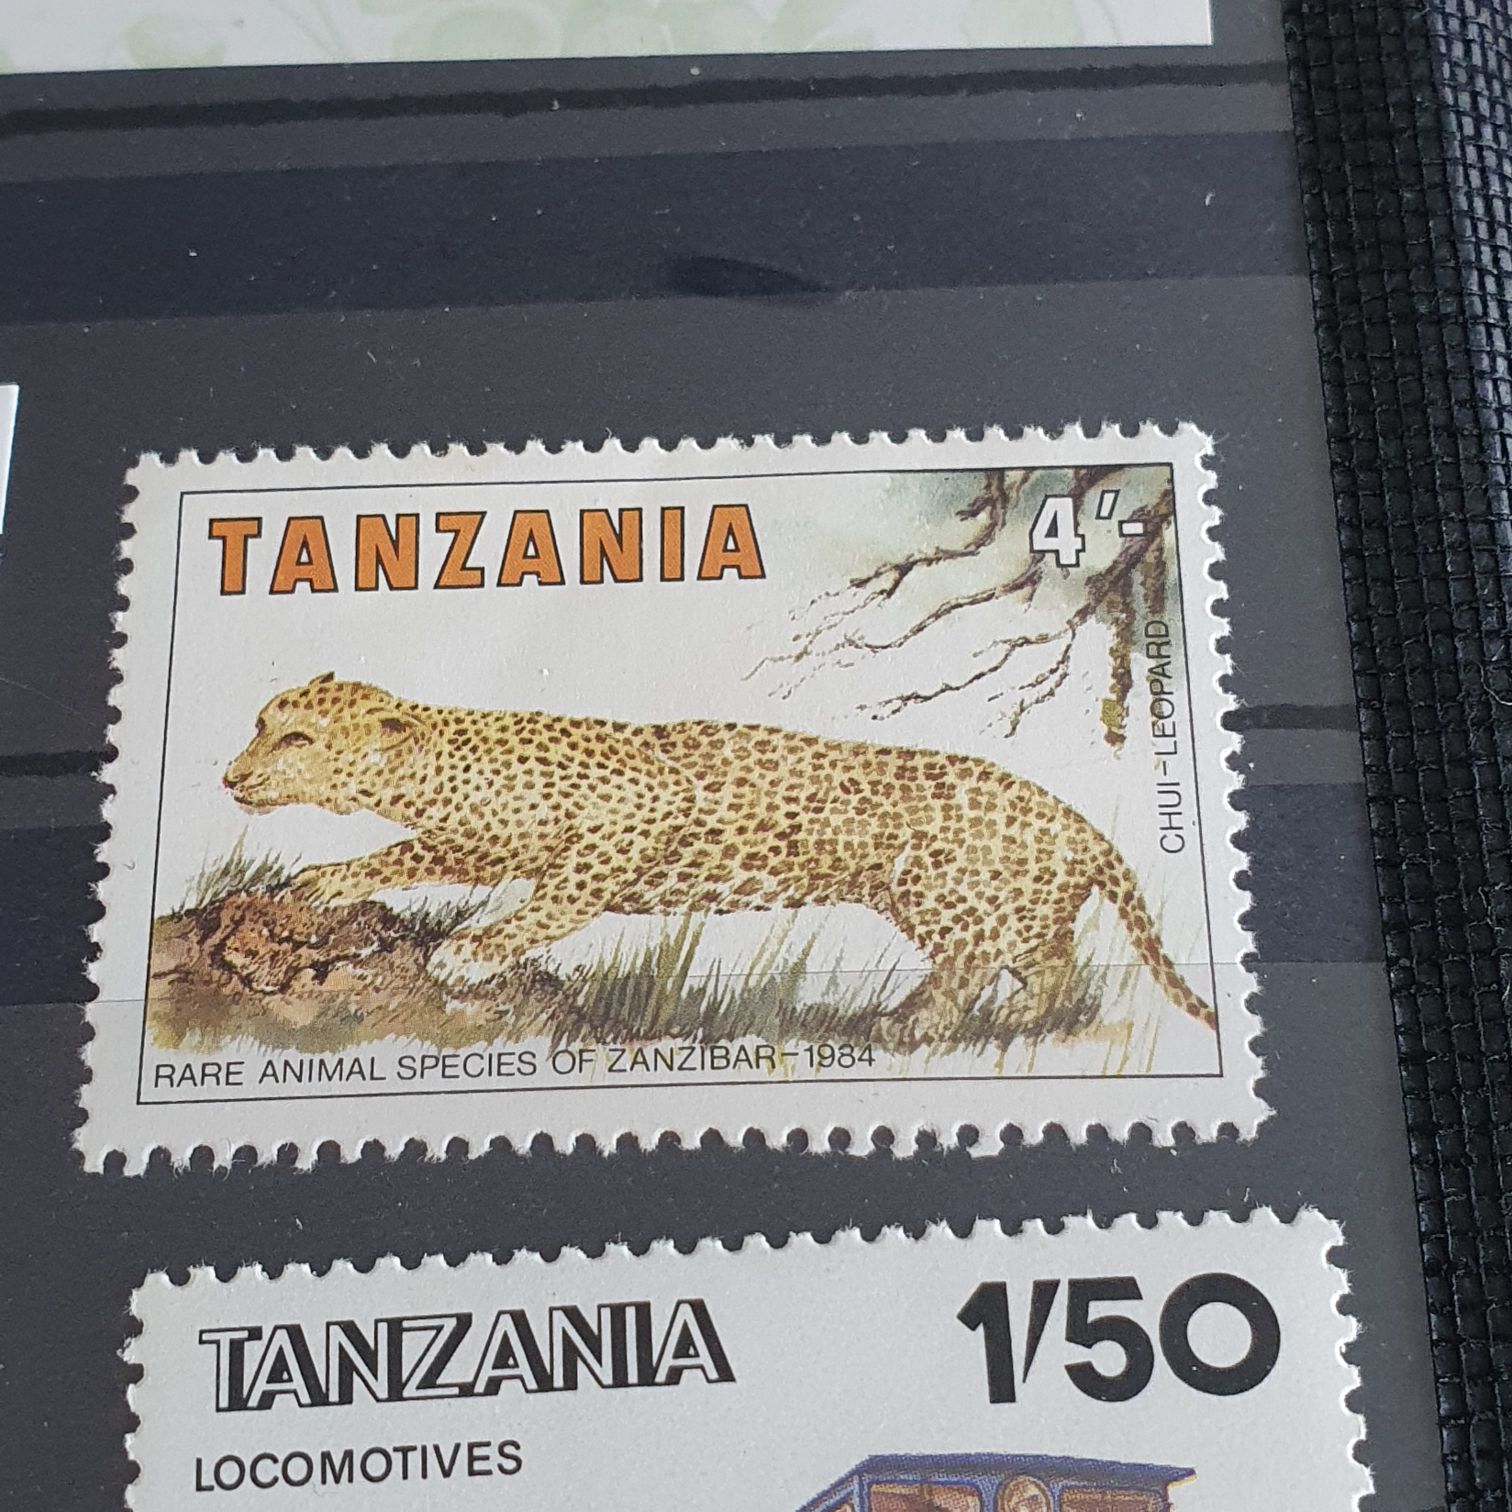 TANZANIA
4'/-
CHUI-LEOPARD
RARE ANIMAL SPECIES OF ZANZIBAR-1984
TANZANIA
1/50
LOCOMOTIVES